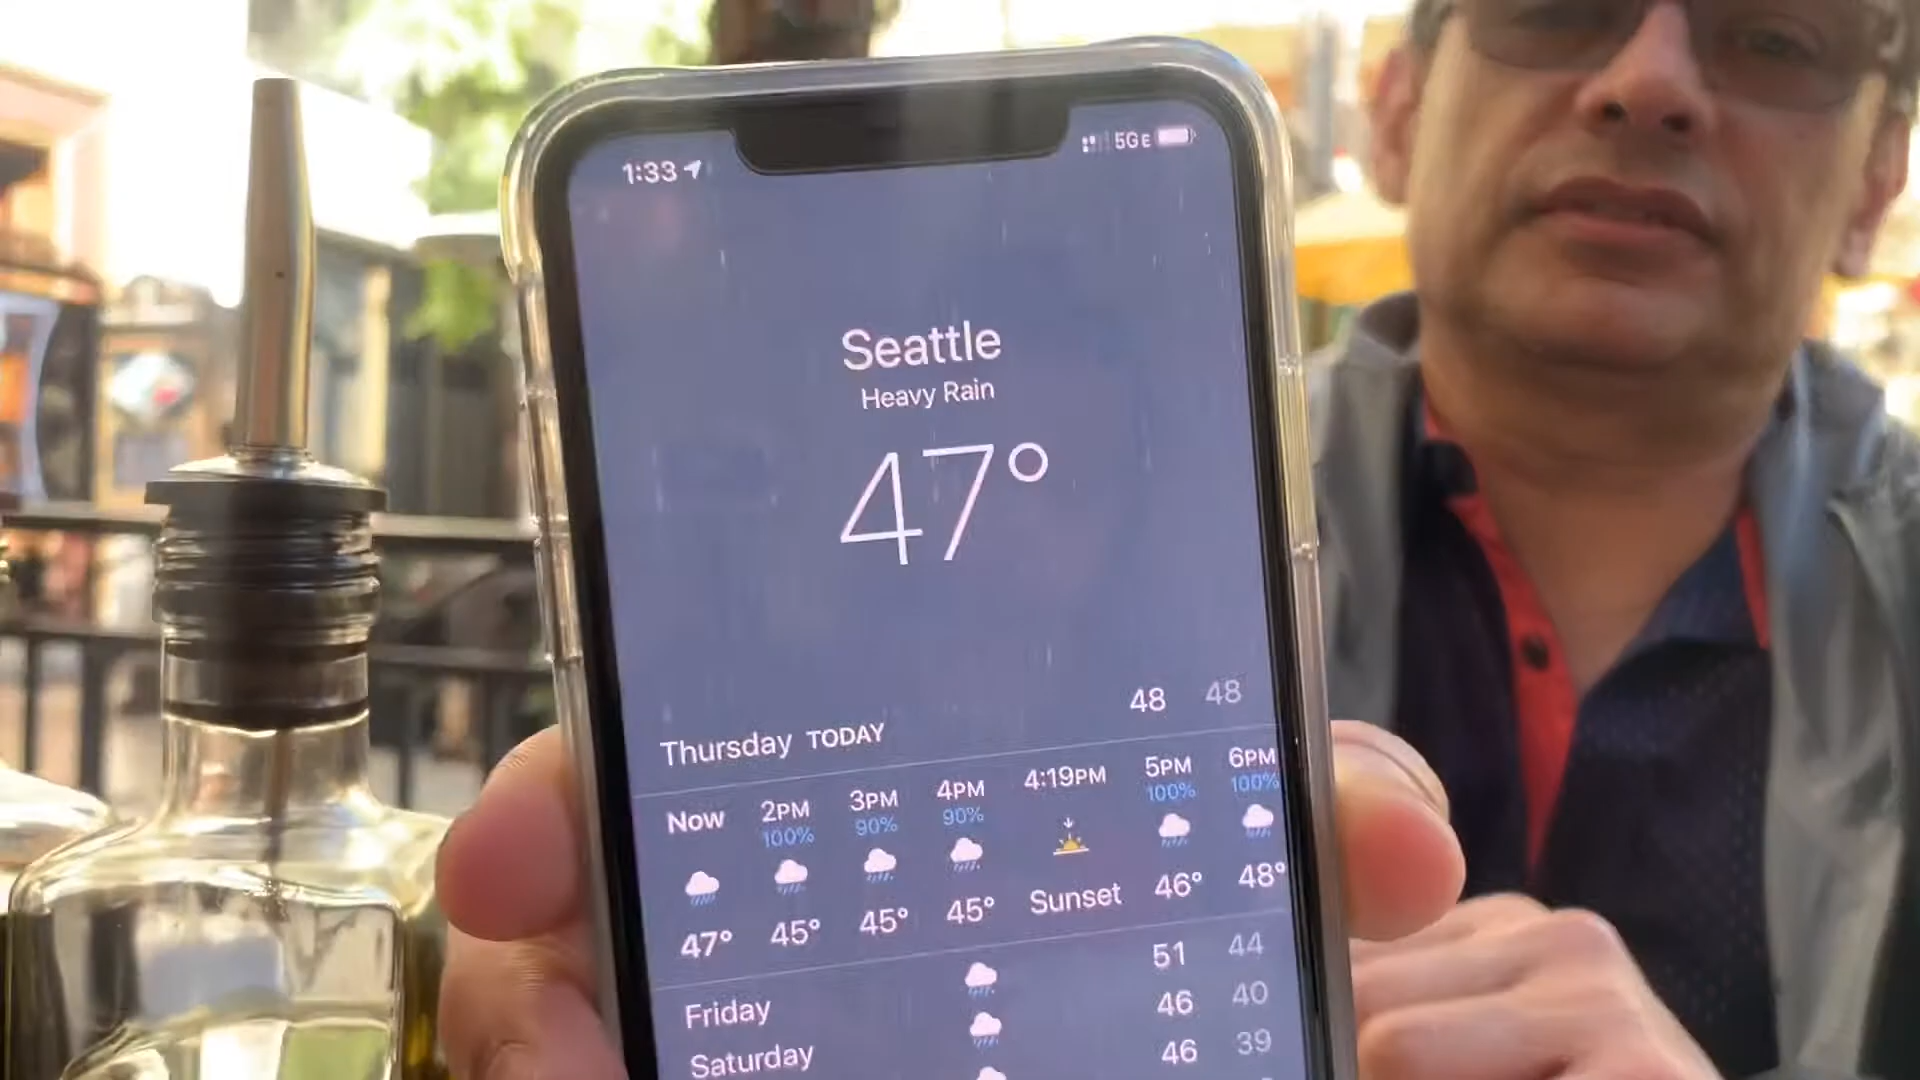 1:33 5GE
Seattle
Heavy Rain
47°
Thursday TODAY 48 48
Now 2PM 3PM 4PM 4:19PM 5PM 6PM
100% 90% 90% 100% 100%
47° 45° 45° 45° Sunset 46° 48°
Friday 51 44
Saturday 46 40
46 39